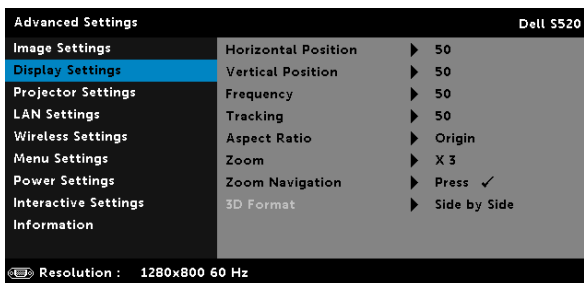 Advanced Settings Dell S520
Image Settings
Display Settings
Projector Settings
LAN Settings
Wireless Settings
Menu Settings
Power Settings
Interactive Settings
Information
Horizontal Position 50
Vertical Position 50
Frequency 50
Tracking 50
Aspect Ratio Origin
Zoom X 3
Zoom Navigation Press ✓
3D Format Side by Side
Resolution : 1280x800 60 Hz